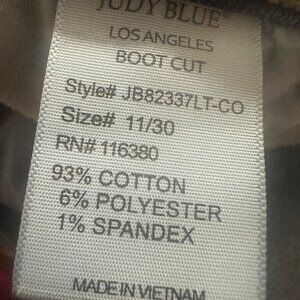 JUDY BLUE®
LOS ANGELES
BOOT CUT
Style# JB82337LT-CO
Size# 11/30
RN# 116380
93% COTTON
6% POLYESTER
1% SPANDEX
MADE IN VIETNAM